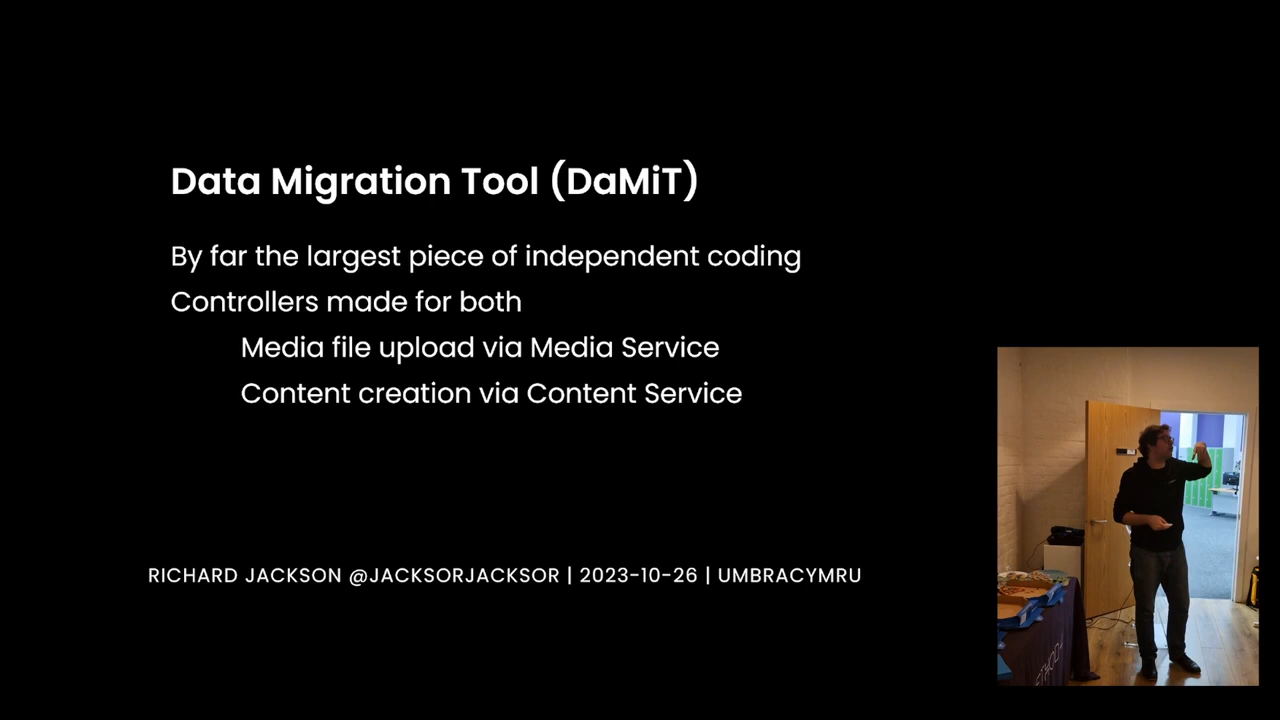 Data Migration Tool (DaMiT)
By far the largest piece of independent coding
Controllers made for both
Media file upload via Media Service
Content creation via Content Service
RICHARD JACKSON @JACKSORJACKSOR | 2023-10-26 | UMBRACYMRU